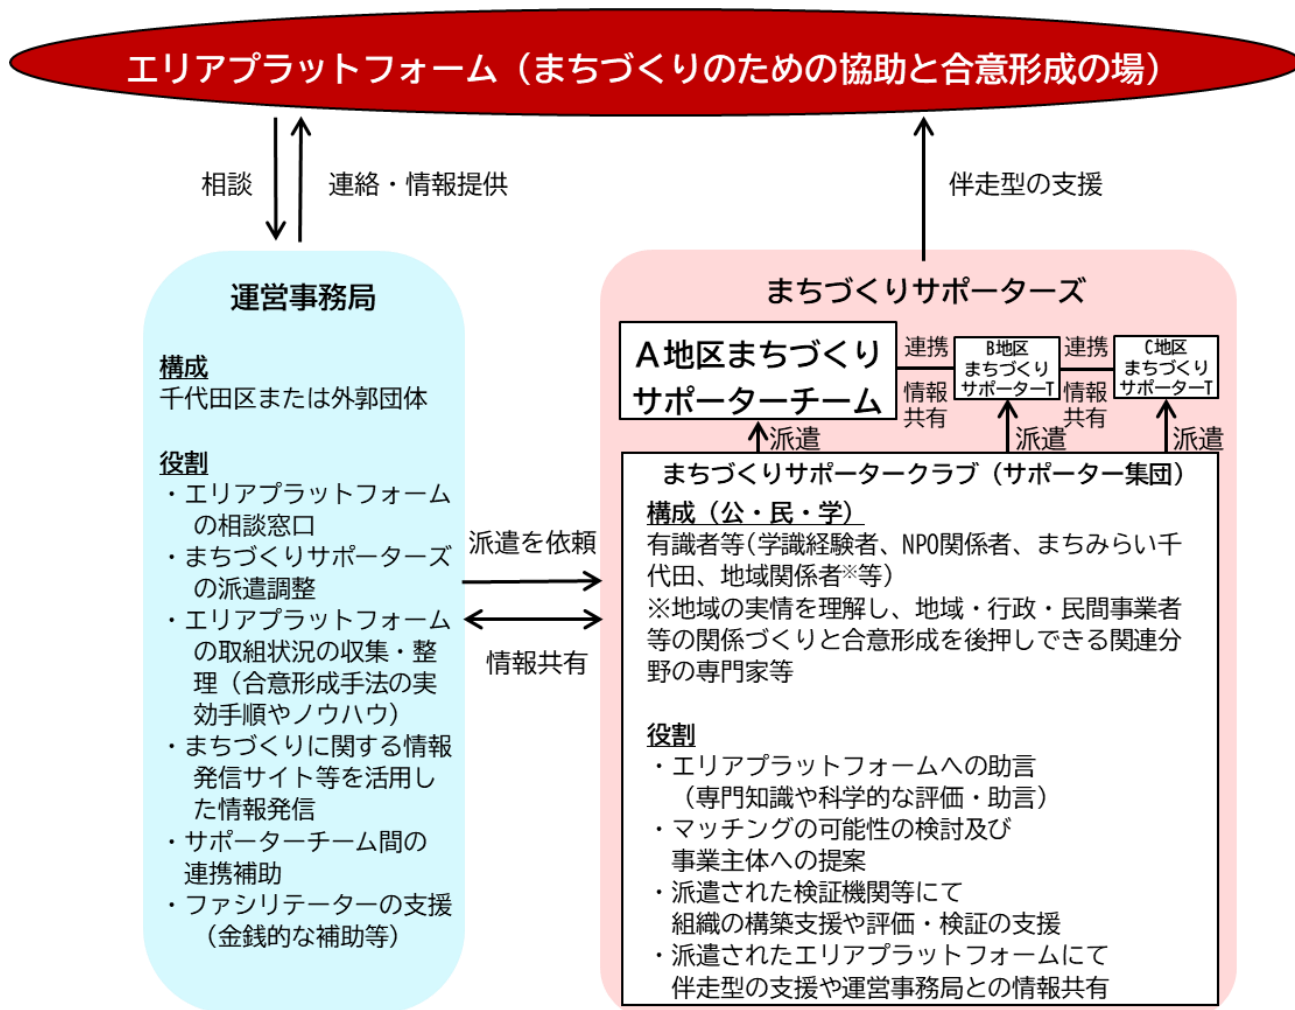 エリアプラットフォーム（まちづくりのための協助と合意形成の場）
相談
連絡・情報提供
伴走型の支援
運営事務局
構成
千代田区または外郭団体
役割
・エリアプラットフォーム
の相談窓口
・まちづくりサポーターズ
の派遣調整
・エリアプラットフォーム
の取組状況の収集・整
理（合意形成手法の実
効手順やノウハウ）
・まちづくりに関する情報
発信サイト等を活用し
た情報発信
・サポーターチーム間の
連携補助
・ファシリテーターの支援
（金銭的な補助等）
派遣を依頼
情報共有
まちづくりサポーターズ
Ａ地区まちづくり
サポーターチーム
連携
情報
共有
B地区
まちづくり
サポーターT
連携
情報
共有
C地区
まちづくり
サポーターT
派遣
派遣
派遣
まちづくりサポータークラブ（サポーター集団）
構成（公・民・学）
有識者等(学識経験者、NPO関係者、まちみらい千
代田、地域関係者※等)
※地域の実情を理解し、地域・行政・民間事業者
等の関係づくりと合意形成を後押しできる関連分
野の専門家等
役割
・エリアプラットフォームへの助言
（専門知識や科学的な評価・助言）
・マッチングの可能性の検討及び
事業主体への提案
・派遣された検証機関等にて
組織の構築支援や評価・検証の支援
・派遣されたエリアプラットフォームにて
伴走型の支援や運営事務局との情報共有